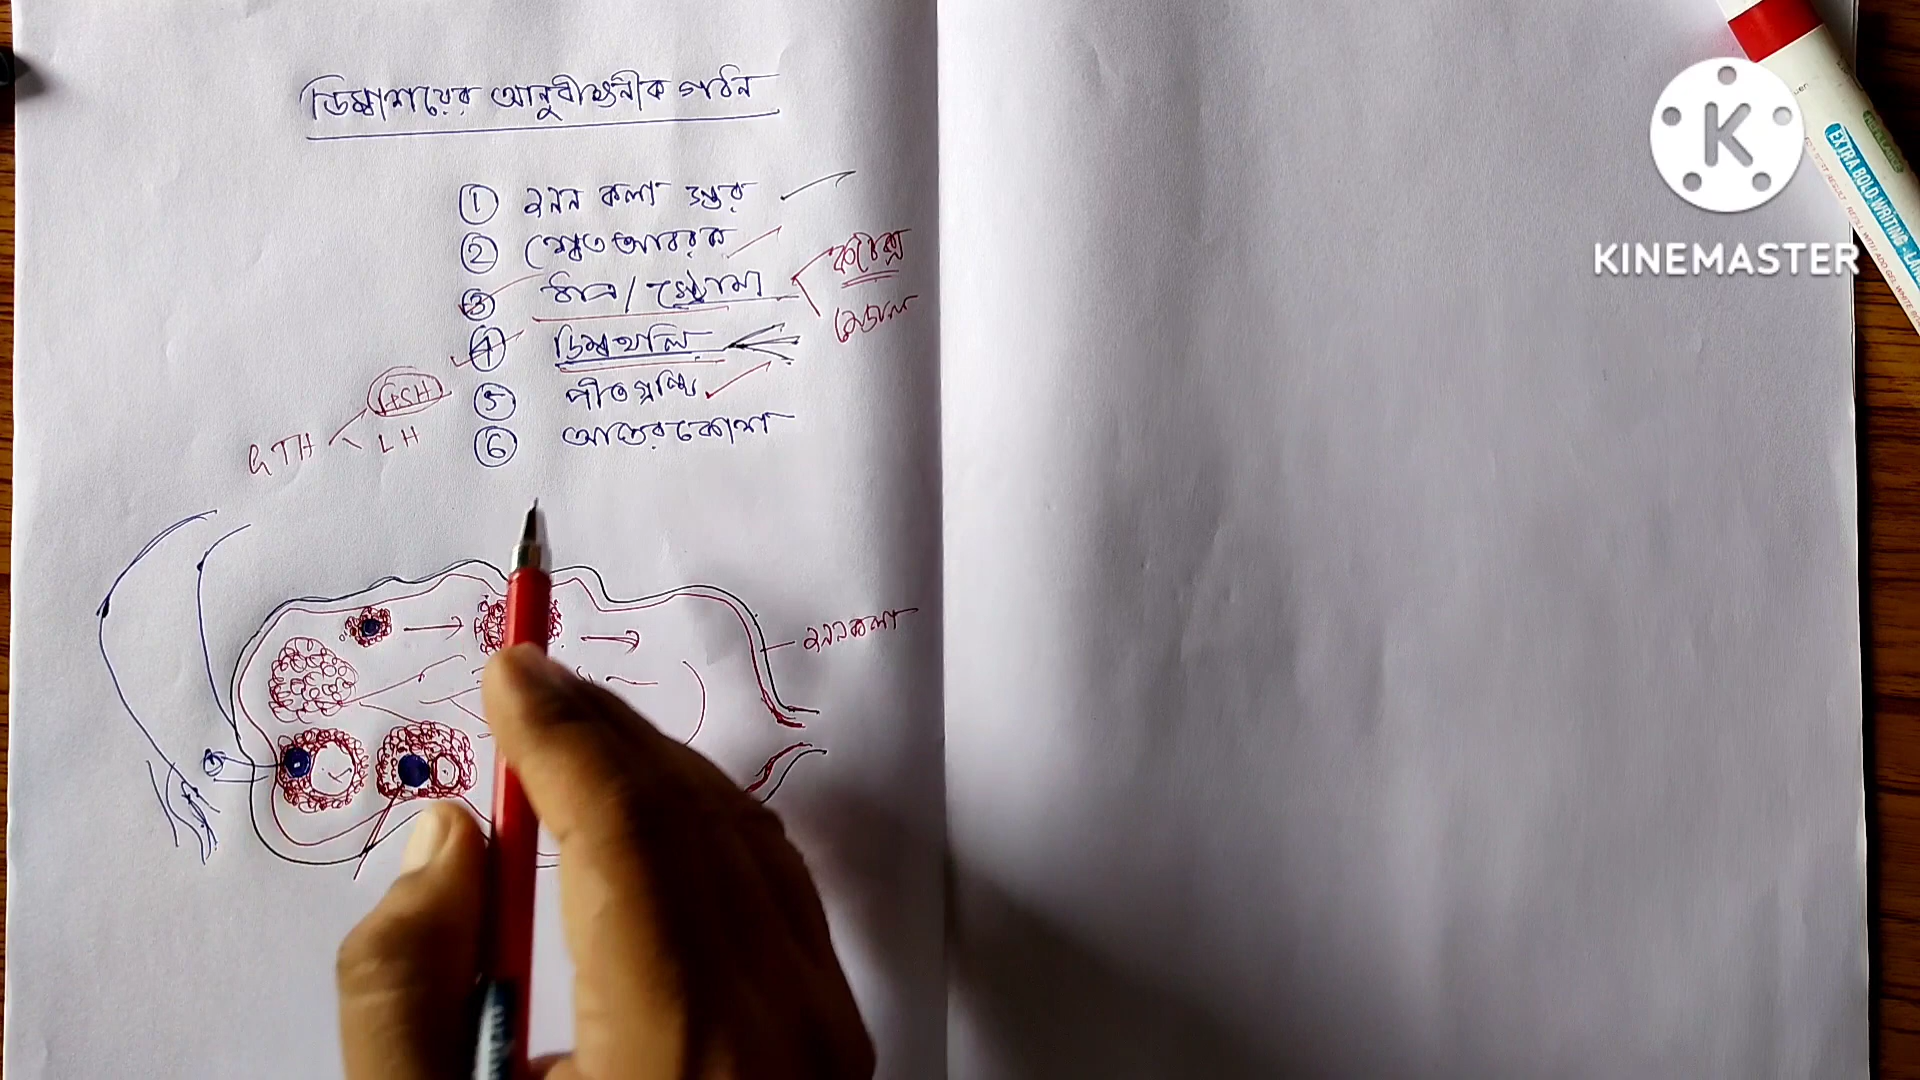 ডিম্বাশয়ের আনুবীক্ষনীক গঠন
① জনন কলা স্তর
② শ্বেত আবরক
③ ধাত্র / স্ট্রোমা
কর্টেক্স
মেডালা
④ ডিম্বথলি
⑤ পীতগ্রন্থি
⑥ আন্তরকোশ
GTH
FSH
LH
জননকলা
KINEMASTER
EXTRA BOLD WRITING